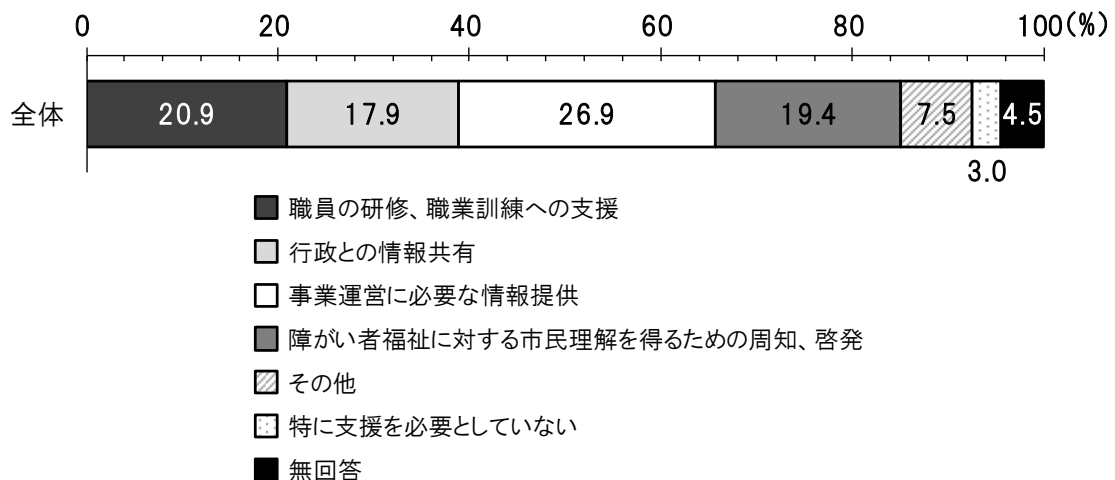 0 20 40 60 80 100(%)
全体 20.9 17.9 26.9 19.4 7.5 4.5
3.0
職員の研修、職業訓練への支援
行政との情報共有
事業運営に必要な情報提供
障がい者福祉に対する市民理解を得るための周知、啓発
その他
特に支援を必要としていない
無回答